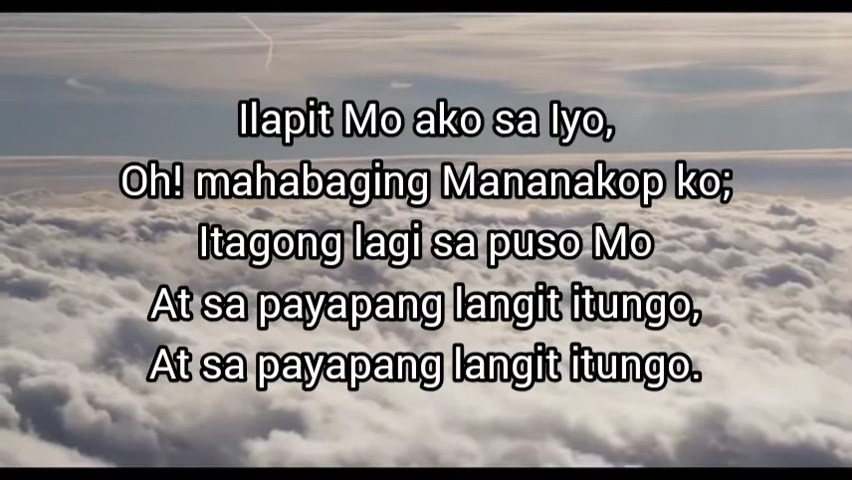 Ilapit Mo ako sa Iyo,
Oh! mahabaging Mananakop ko;
Itagong lagi sa puso Mo
At sa payapang langit itungo,
At sa payapang langit itungo.